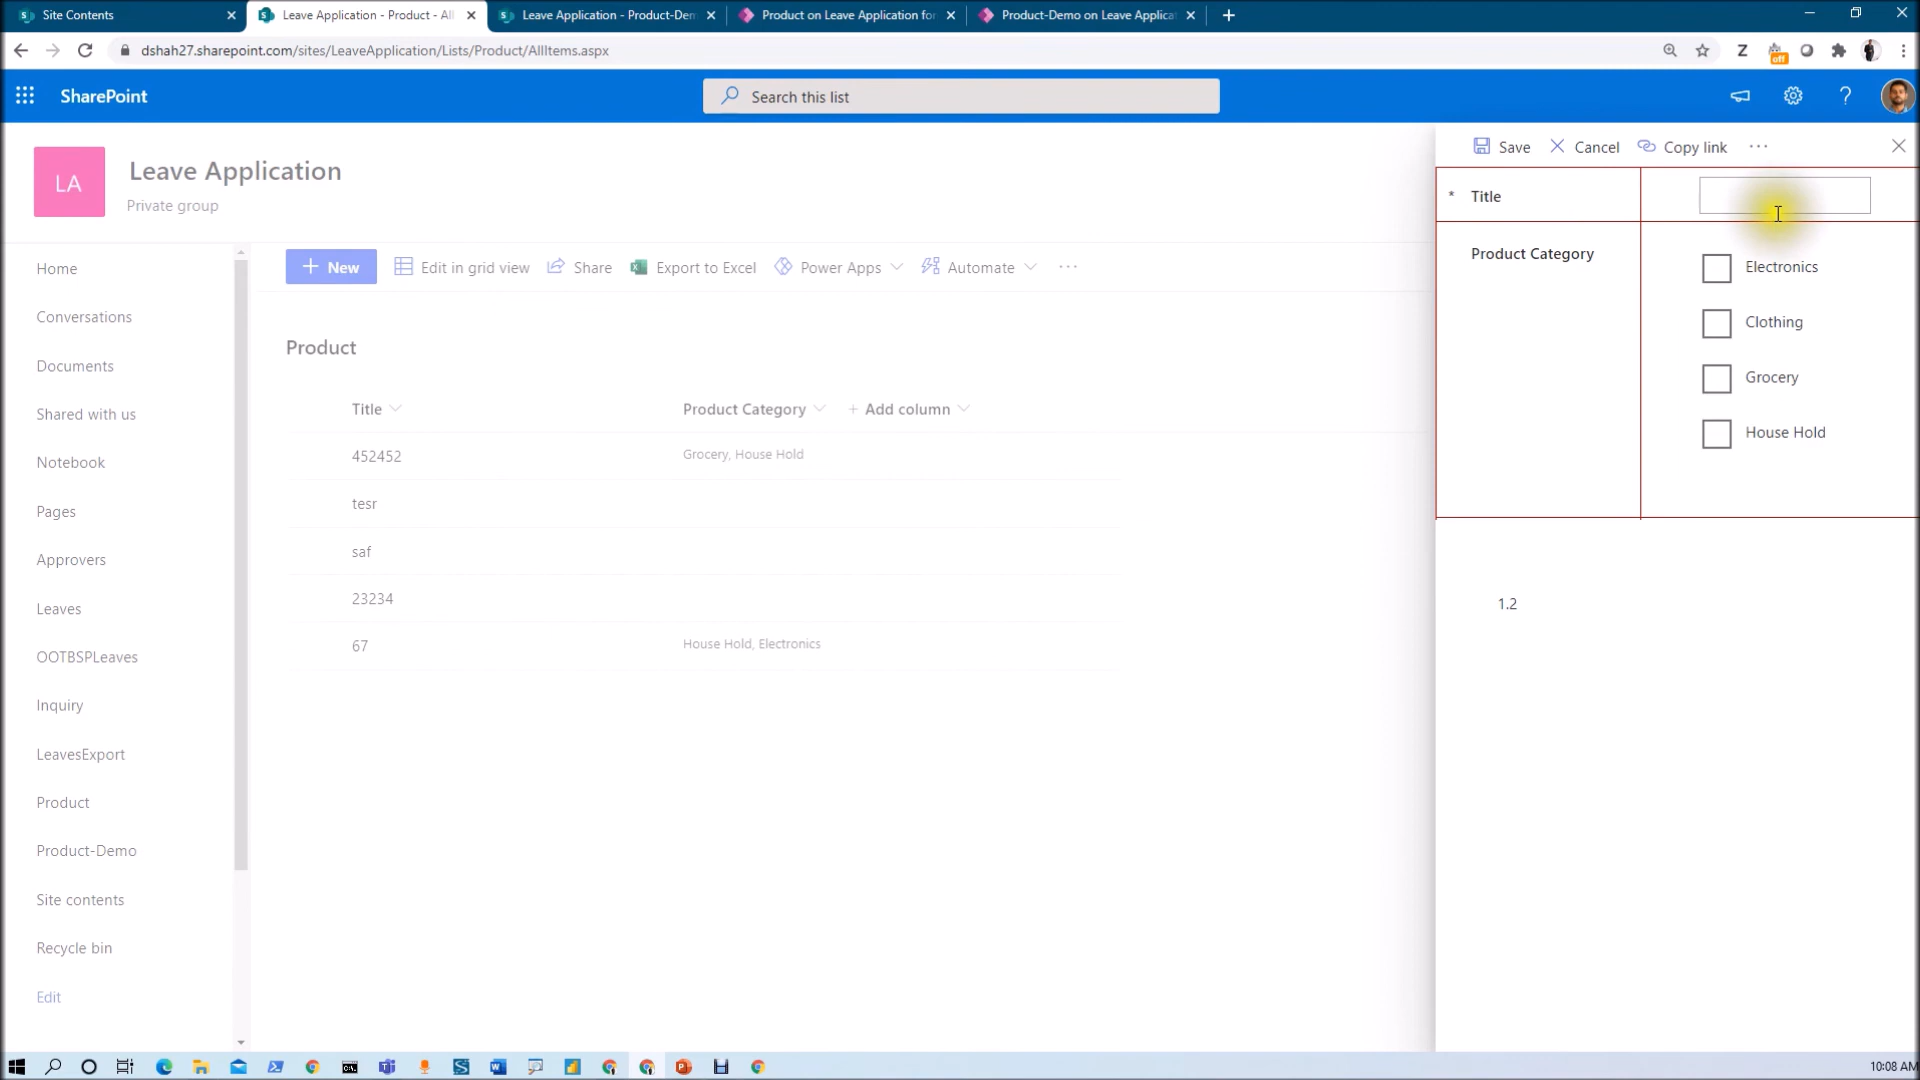 Site Contents
Leave Application - Product - All
Leave Application - Product-Dem
Product on Leave Application for
Product-Demo on Leave Applicat
dshah27.sharepoint.com/sites/LeaveApplication/Lists/Product/AllItems.aspx
Z
off
SharePoint
Search this list
?
LA
Leave Application
Private group
Save
Cancel
Copy link
* Title
Product Category
Electronics
Clothing
Grocery
House Hold
1.2
Home
Conversations
Documents
Shared with us
Notebook
Pages
Approvers
Leaves
OOTBSPLeaves
Inquiry
LeavesExport
Product
Product-Demo
Site contents
Recycle bin
Edit
+ New
Edit in grid view
Share
Export to Excel
Power Apps
Automate
Product
Title
Product Category
+ Add column
452452
Grocery, House Hold
tesr
saf
23234
67
House Hold, Electronics
10:08 AM